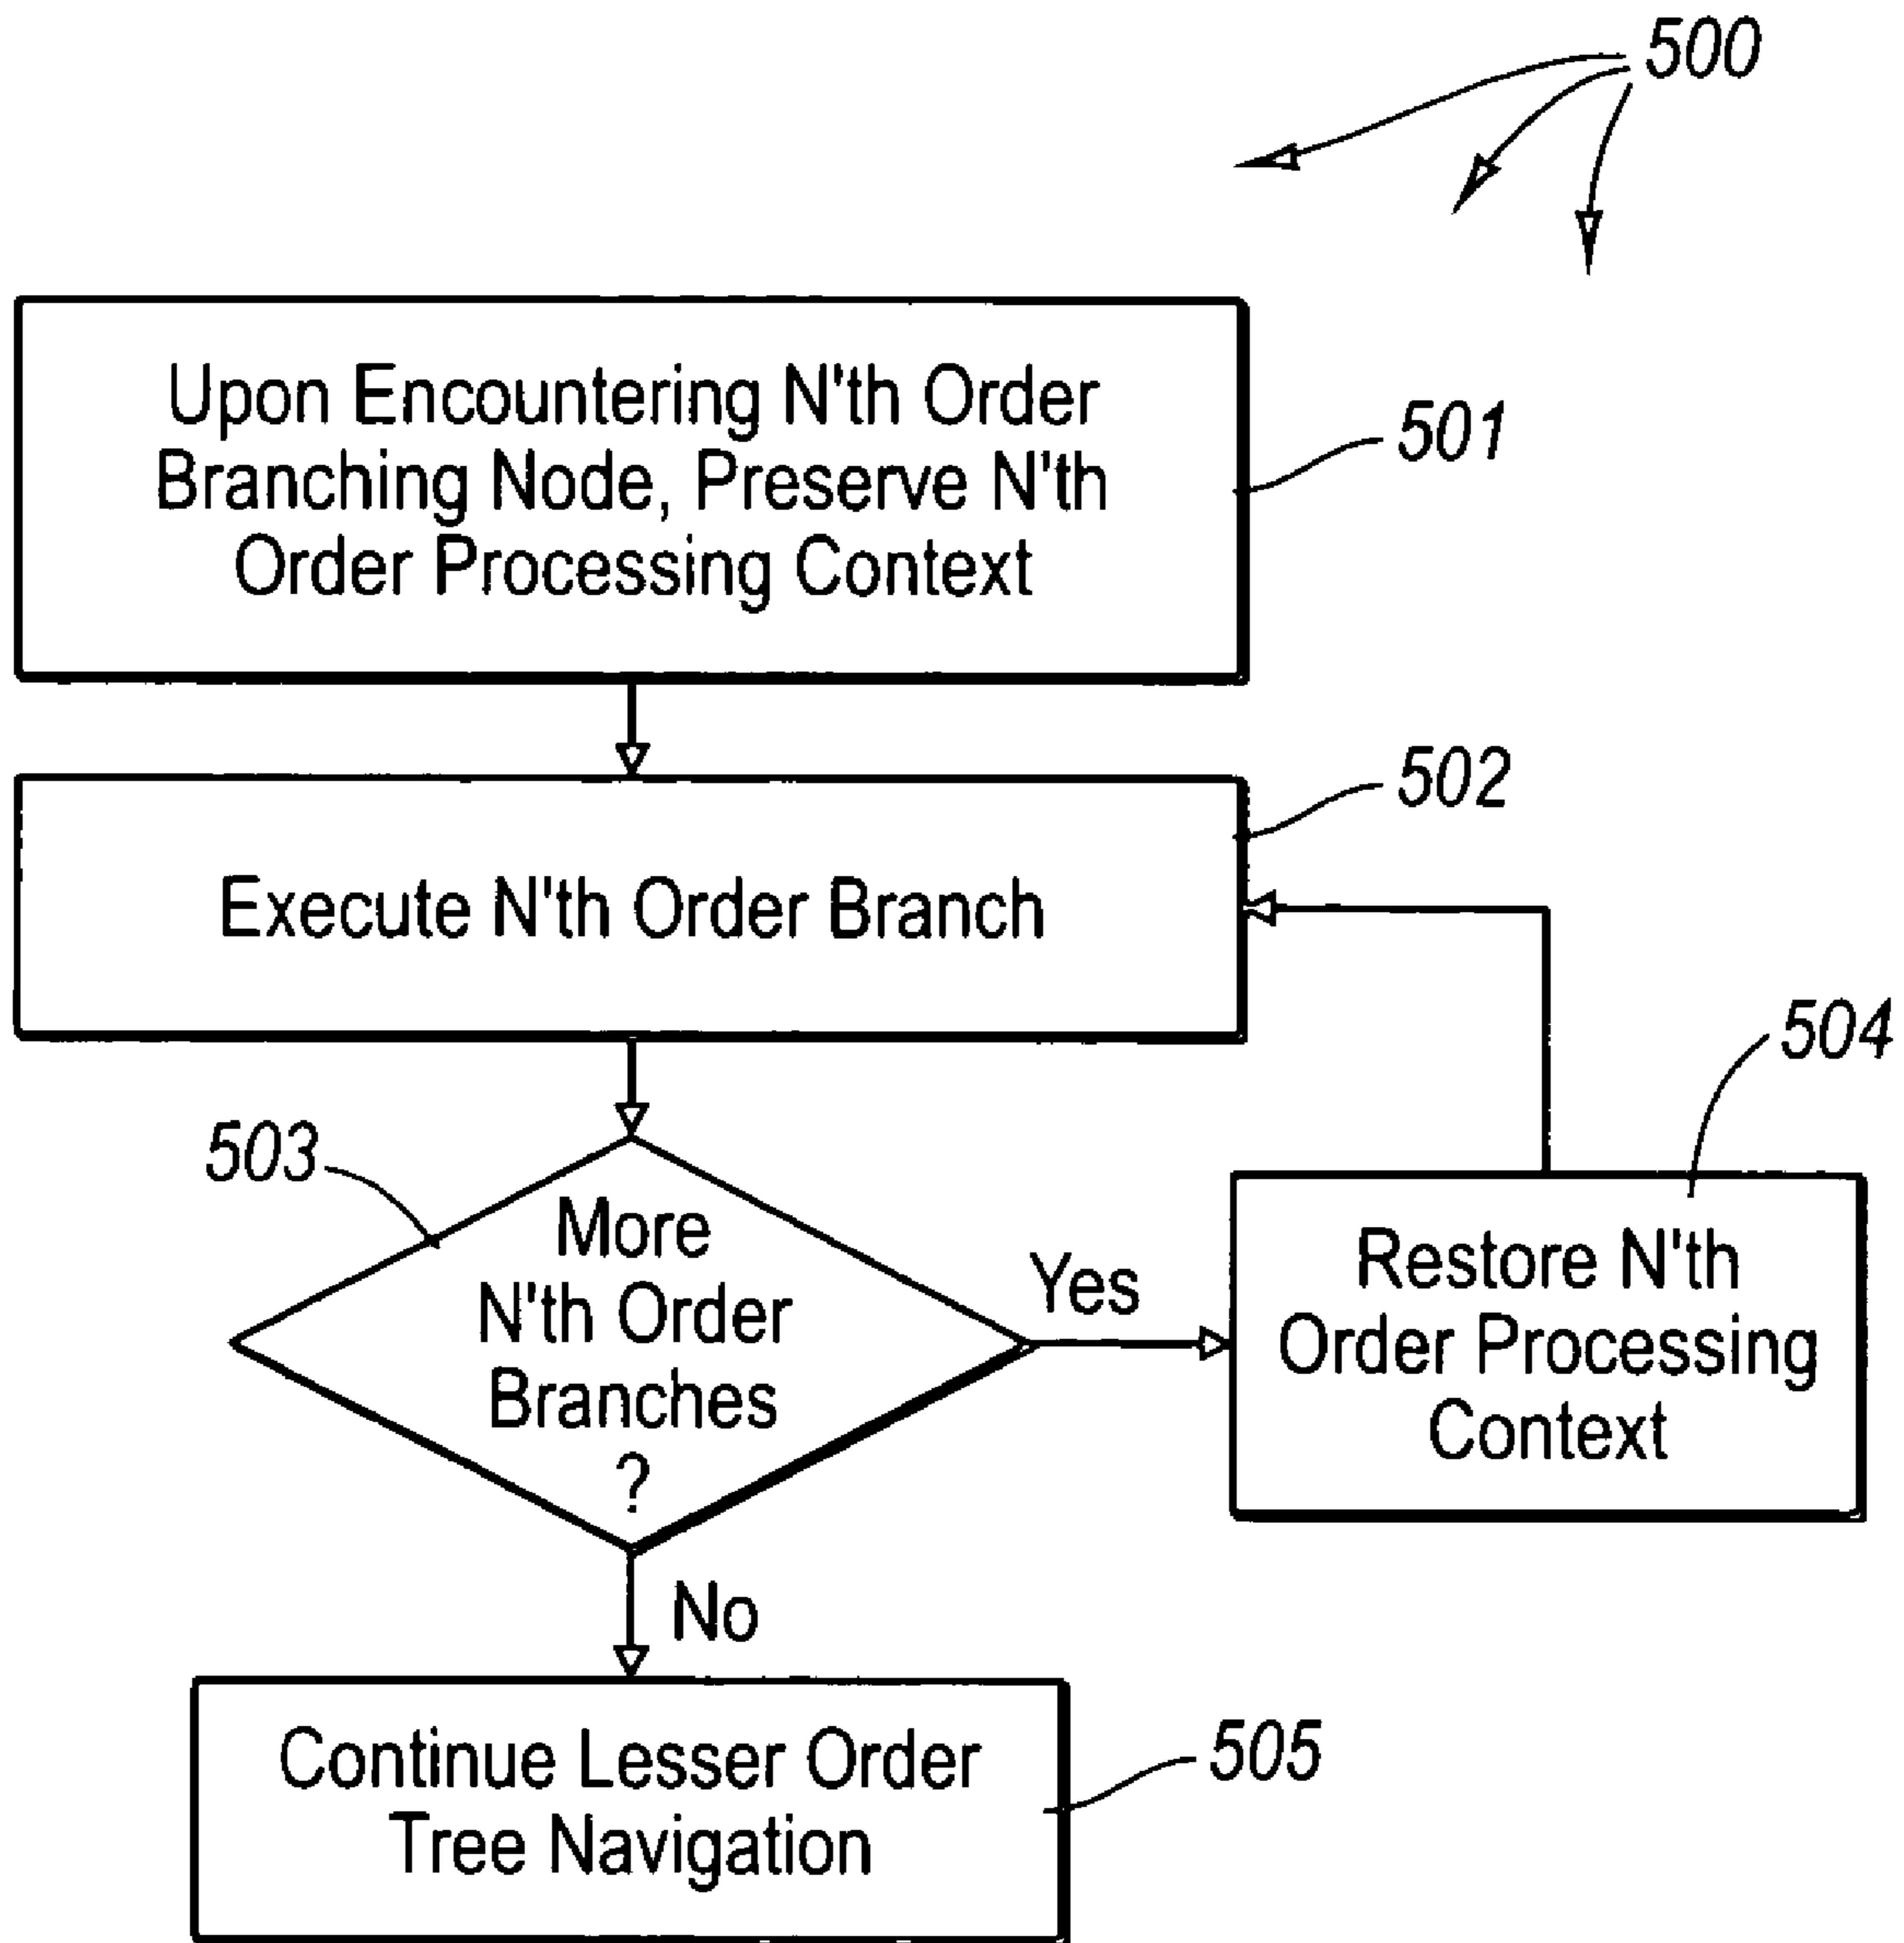 500
Upon Encountering N'th Order
Branching Node, Preserve N'th
Order Processing Context
501
502
Execute N'th Order Branch
504
503
More
N'th Order
Branches
?
Yes
Restore N'th
Order Processing
Context
No
Continue Lesser Order
Tree Navigation
505